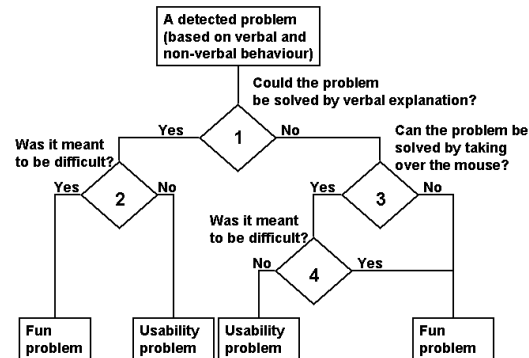 A detected problem
(based on verbal and
non-verbal behaviour)
Could the problem
be solved by verbal explanation?
Yes
1
No
Was it meant
to be difficult?
Can the problem be
solved by taking
over the mouse?
Yes
2
No
Yes
3
No
Was it meant
to be difficult?
No
4
Yes
Fun
problem
Usability
problem
Usability
problem
Fun
problem